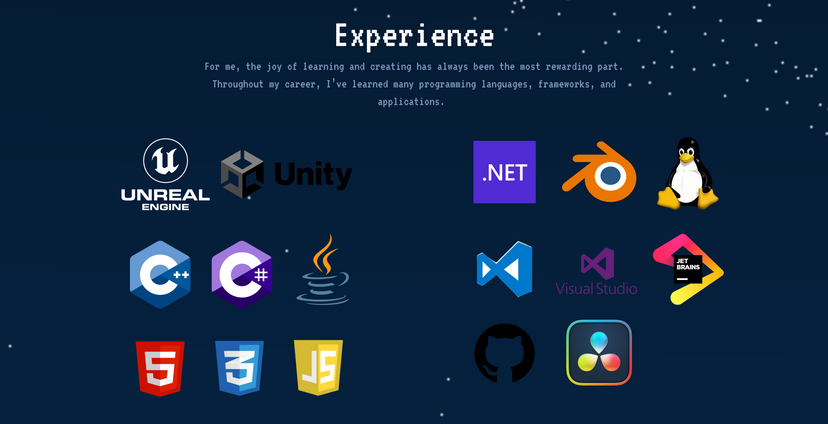 Experience
For me, the joy of learning and creating has always been the most rewarding part.
Throughout my career, I've learned many programming languages, frameworks, and
applications.
UNREAL
ENGINE
Unity
.NET
C++
C#
Visual Studio
JET
BRAINS
5
3
JS